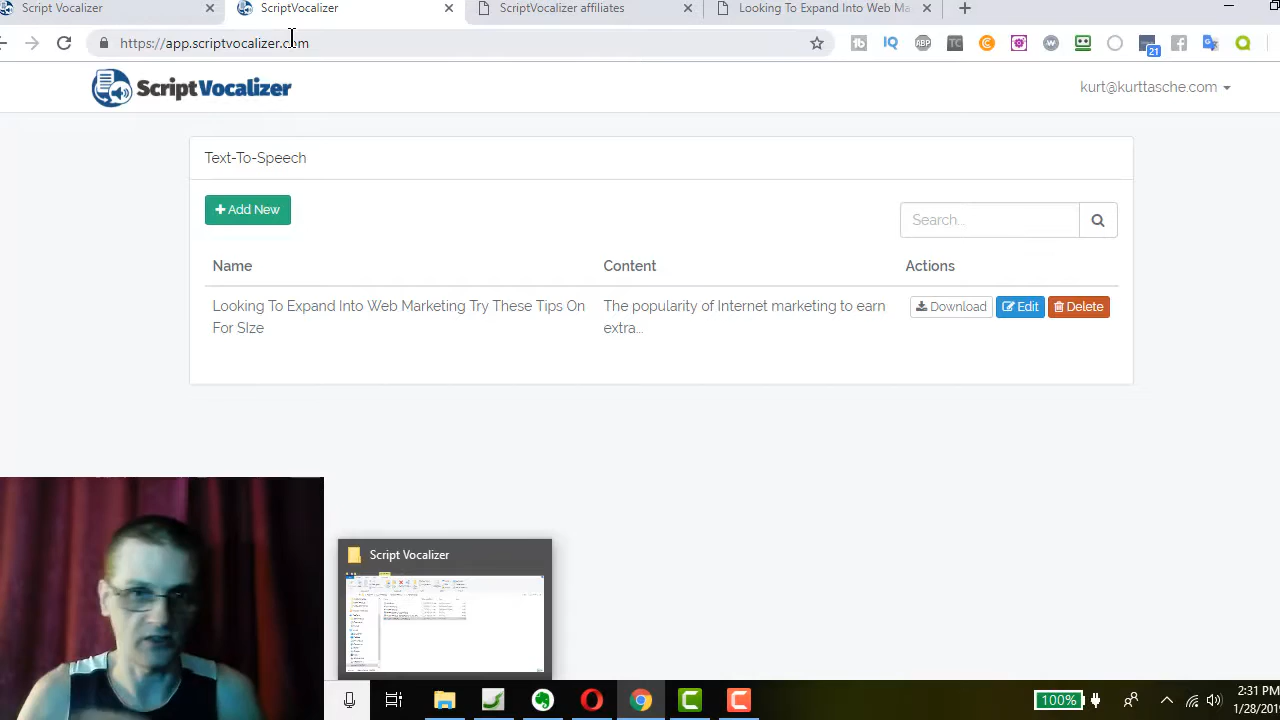 Script Vocalizer
ScriptVocalizer
ScriptVocalizer affiliates
Looking To Expand Into Web Ma
https://app.scriptvocalizer.com
21
ScriptVocalizer
kurt@kurttasche.com
Text-To-Speech
Add New
Search...
Name
Content
Actions
Looking To Expand Into Web Marketing Try These Tips On
For SIze
The popularity of Internet marketing to earn
extra...
Download
Edit
Delete
Script Vocalizer
100%
2:31 PM
1/28/20